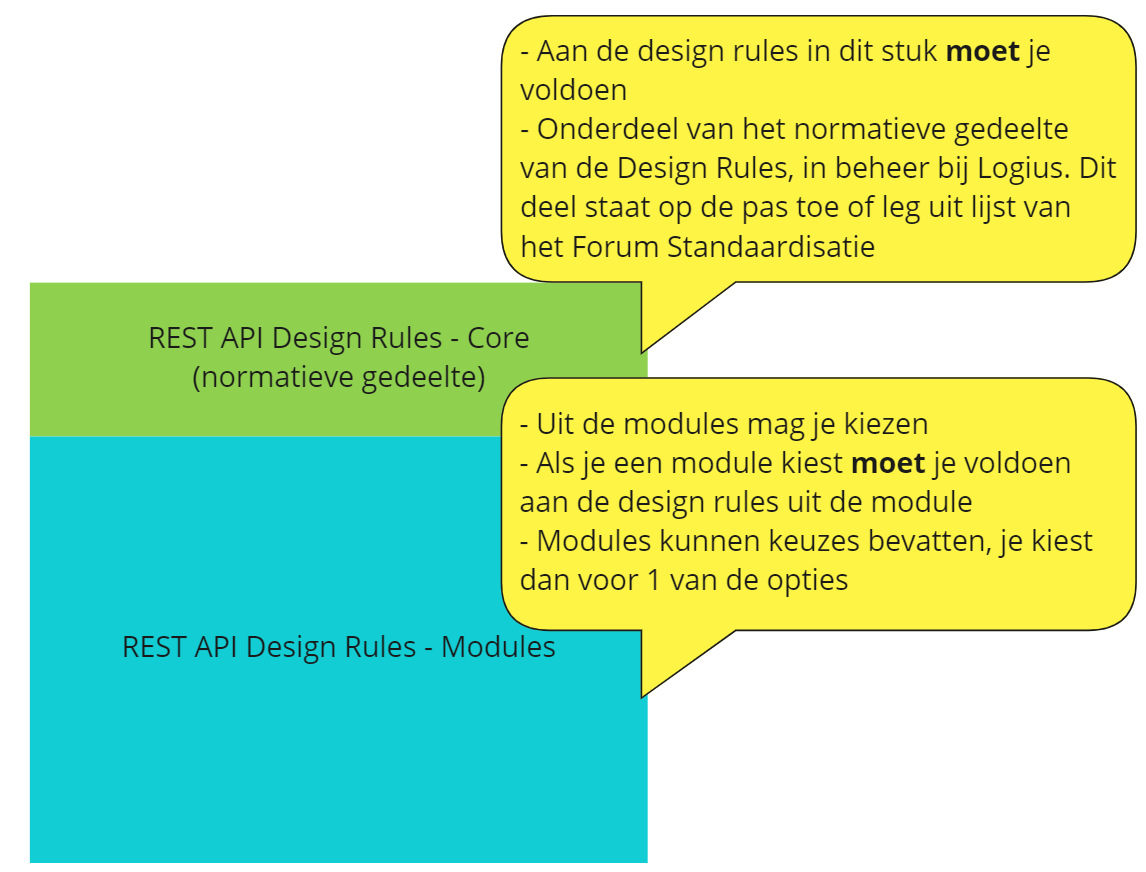 - Aan de design rules in dit stuk moet je
voldoen
- Onderdeel van het normatieve gedeelte
van de Design Rules, in beheer bij Logius. Dit
deel staat op de pas toe of leg uit lijst van
het Forum Standaardisatie
REST API Design Rules - Core
(normatieve gedeelte)
- Uit de modules mag je kiezen
- Als je een module kiest moet je voldoen
aan de design rules uit de module
- Modules kunnen keuzes bevatten, je kiest
dan voor 1 van de opties
REST API Design Rules - Modules